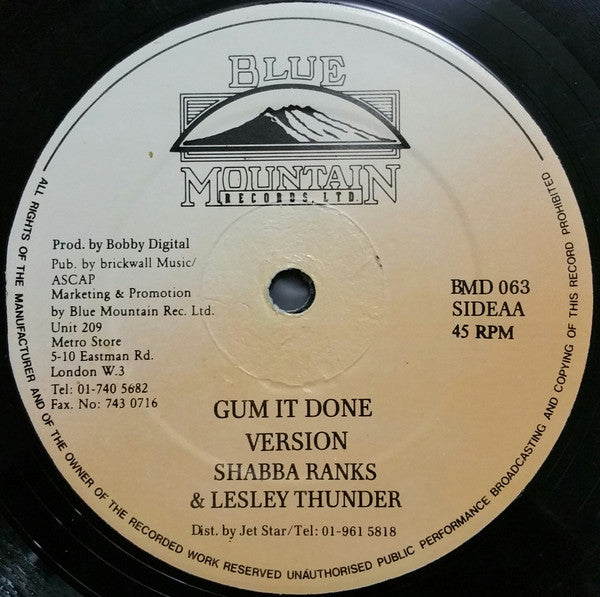 BLUE
MOUNTAIN
RECORDS, LTD.
Prod. by Bobby Digital
Pub. by brickwall Music/
ASCAP
Marketing & Promotion
by Blue Mountain Rec. Ltd.
Unit 209
Metro Store
5-10 Eastman Rd.
London W.3
Tel: 01-740 5682
Fax. No: 743 0716
BMD 063
SIDEAA
45 RPM
GUM IT DONE
VERSION
SHABBA RANKS
& LESLEY THUNDER
Dist. by Jet Star/Tel: 01-961 5818
ALL RIGHTS OF THE MANUFACTURER AND OF THE OWNER OF THE RECORDED WORK RESERVED UNAUTHORISED PUBLIC PERFORMANCE BROADCASTING AND COPYING OF THIS RECORD PROHIBITED